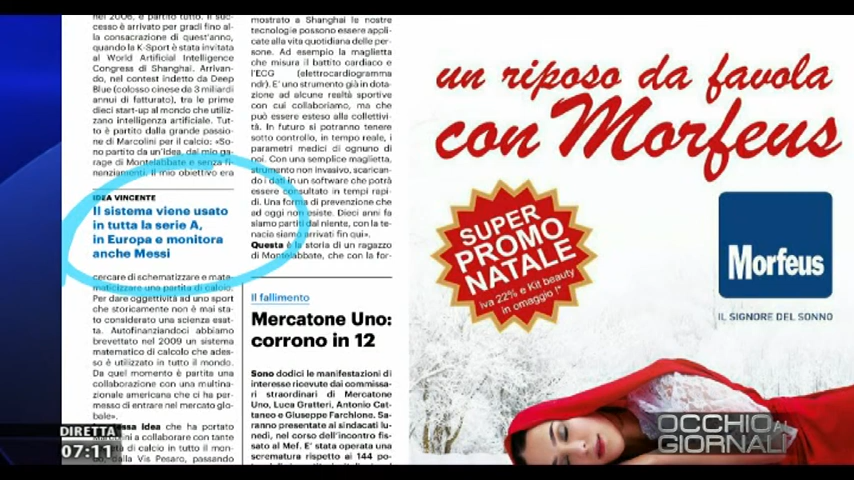 nel 2006, è partito tutto. Il suc-
cesso è arrivato per gradi fino al-
la consacrazione di quest'anno,
quando la K-Sport è stata invitata
al World Artificial Intelligence
Congress di Shanghai. Arrivan-
do, nel contest indetto da Deep
Blue (colosso cinese da 3 miliardi
annui di fatturato), tra le prime
dieci start-up al mondo che utiliz-
zano intelligenza artificiale. Tut-
to è partito dalla grande passione
di Marcolini per il calcio: «So-
no partito da un'idea, dal mio ga-
rage di Montelabbate e senza fi-
nanziamenti. Il mio obiettivo era
IDEA VINCENTE
Il sistema viene usato
in tutta la serie A,
in Europa e monitora
anche Messi
cercare di schematizzare e mate-
maticizzare una partita di calcio.
Per dare oggettività ad uno sport
che storicamente non è mai sta-
to considerato una scienza esat-
ta. Autofinanziandoci abbiamo
brevettato nel 2009 un sistema
matematico di calcolo che ades-
so è utilizzato in tutto il mondo.
Da quel momento è partita una
collaborazione con una multina-
zionale americana che ci ha per-
messo di entrare nel mercato glo-
bale».
idea che ha portato
a collaborare con tante
di calcio in tutto il mon-
dalla Vis Pesaro, passando
mostrato a Shanghai le nostre
tecnologie possono essere appli-
cate alla vita quotidiana delle per-
sone. Ad esempio la maglietta
che misura il battito cardiaco e
l'ECG (elettrocardiogramma
ndr). E' uno strumento già in dota-
zione ad alcune realtà sportive
con cui collaboriamo, ma che
può essere esteso alla collettivi-
tà. In futuro si potranno tenere
sotto controllo, in tempo reale, i
parametri medici di ognuno di
noi. Con una semplice maglietta,
strumento non invasivo, scarican-
do i dati in un software che potrà
essere consultato in tempi rapi-
di. Una forma di prevenzione che
ad oggi non esiste. Dieci anni fa
siamo partiti dal niente, con la te-
nacia siamo arrivati fin qui».
Questa è la storia di un ragazzo
di Montelabbate, che con la for-
Il fallimento
Mercatone Uno:
corrono in 12
Sono dodici le manifestazioni di
interesse ricevute dai commissa-
ri straordinari di Mercatone
Uno, Luca Gratteri, Antonio Cat-
taneo e Giuseppe Farchione. Sa-
ranno presentate ai sindacati lu-
nedì, nel corso dell'incontro fis-
sato al Mef. E' stata operata una
scrematura rispetto ai 144 po-
un riposo da favola
con Morfeus
SUPER
PROMO
NATALE
Iva 22% e Kit beauty
in omaggio !*
Morfeus
IL SIGNORE DEL SONNO
OCCHIO AI
GIORNALI
DIRETTA
07:11